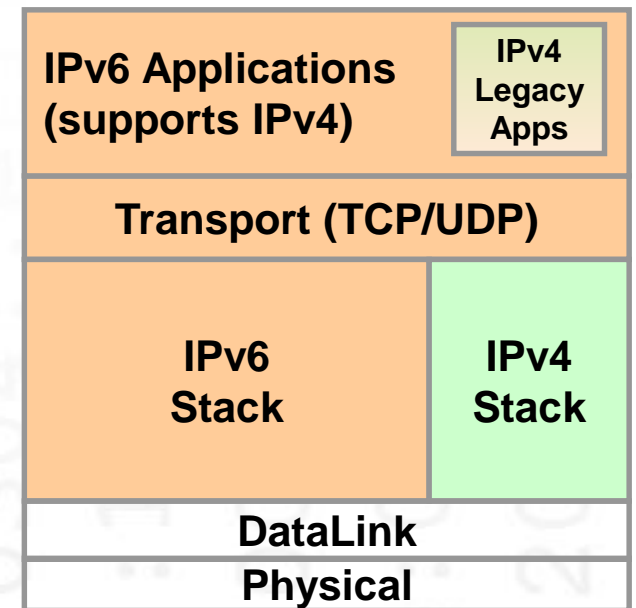 IPv6 Applications
(supports IPv4)
IPv4
Legacy
Apps
Transport (TCP/UDP)
IPv6
Stack
IPv4
Stack
DataLink
Physical